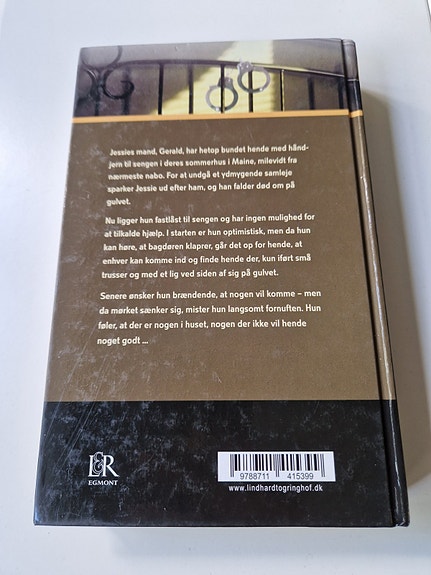 Jessies mand, Gerald, har netop bundet hende med hånd-
jern til sengen i deres sommerhus i Maine, milevidt fra
nærmeste nabo. For at undgå et ydmygende samleje
sparker Jessie ud efter ham, og han falder død om på
gulvet.
Nu ligger hun fastlåst til sengen og har ingen mulighed for
at tilkalde hjælp. I starten er hun optimistisk, men da hun
kan høre, at bagdøren klaprer, går det op for hende, at
enhver kan komme ind og finde hende der, kun iført små
trusser og med et lig ved siden af sig på gulvet.
Senere ønsker hun brændende, at nogen vil komme – men
da mørket sænker sig, mister hun langsomt fornuften. Hun
føler, at der er nogen i huset, nogen der ikke vil hende
noget godt ...
L&R
EGMONT
9788711 415399
www.lindhardtogringhof.dk